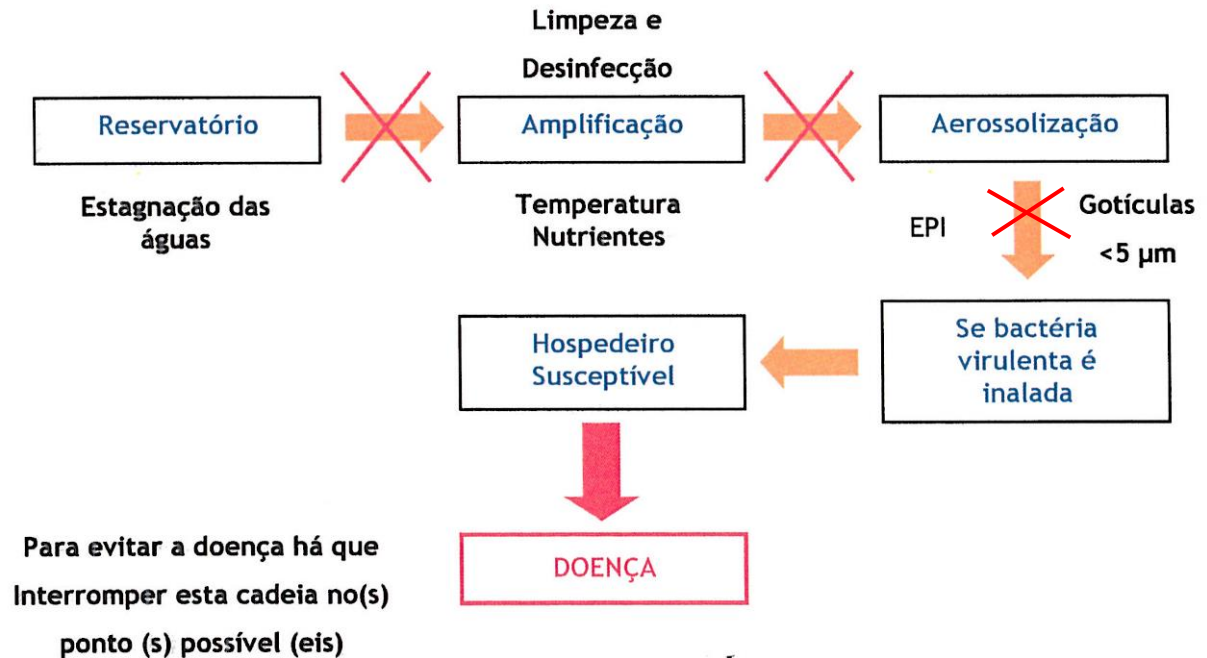 Limpeza e
Desinfecção
Reservatório
Amplificação
Aerossolização
Estagnação das
águas
Temperatura
Nutrientes
EPI
Gotículas
<5 µm
Hospedeiro
Susceptível
Se bactéria
virulenta é
inalada
DOENÇA
Para evitar a doença há que
Interromper esta cadeia no(s)
ponto (s) possível (eis)